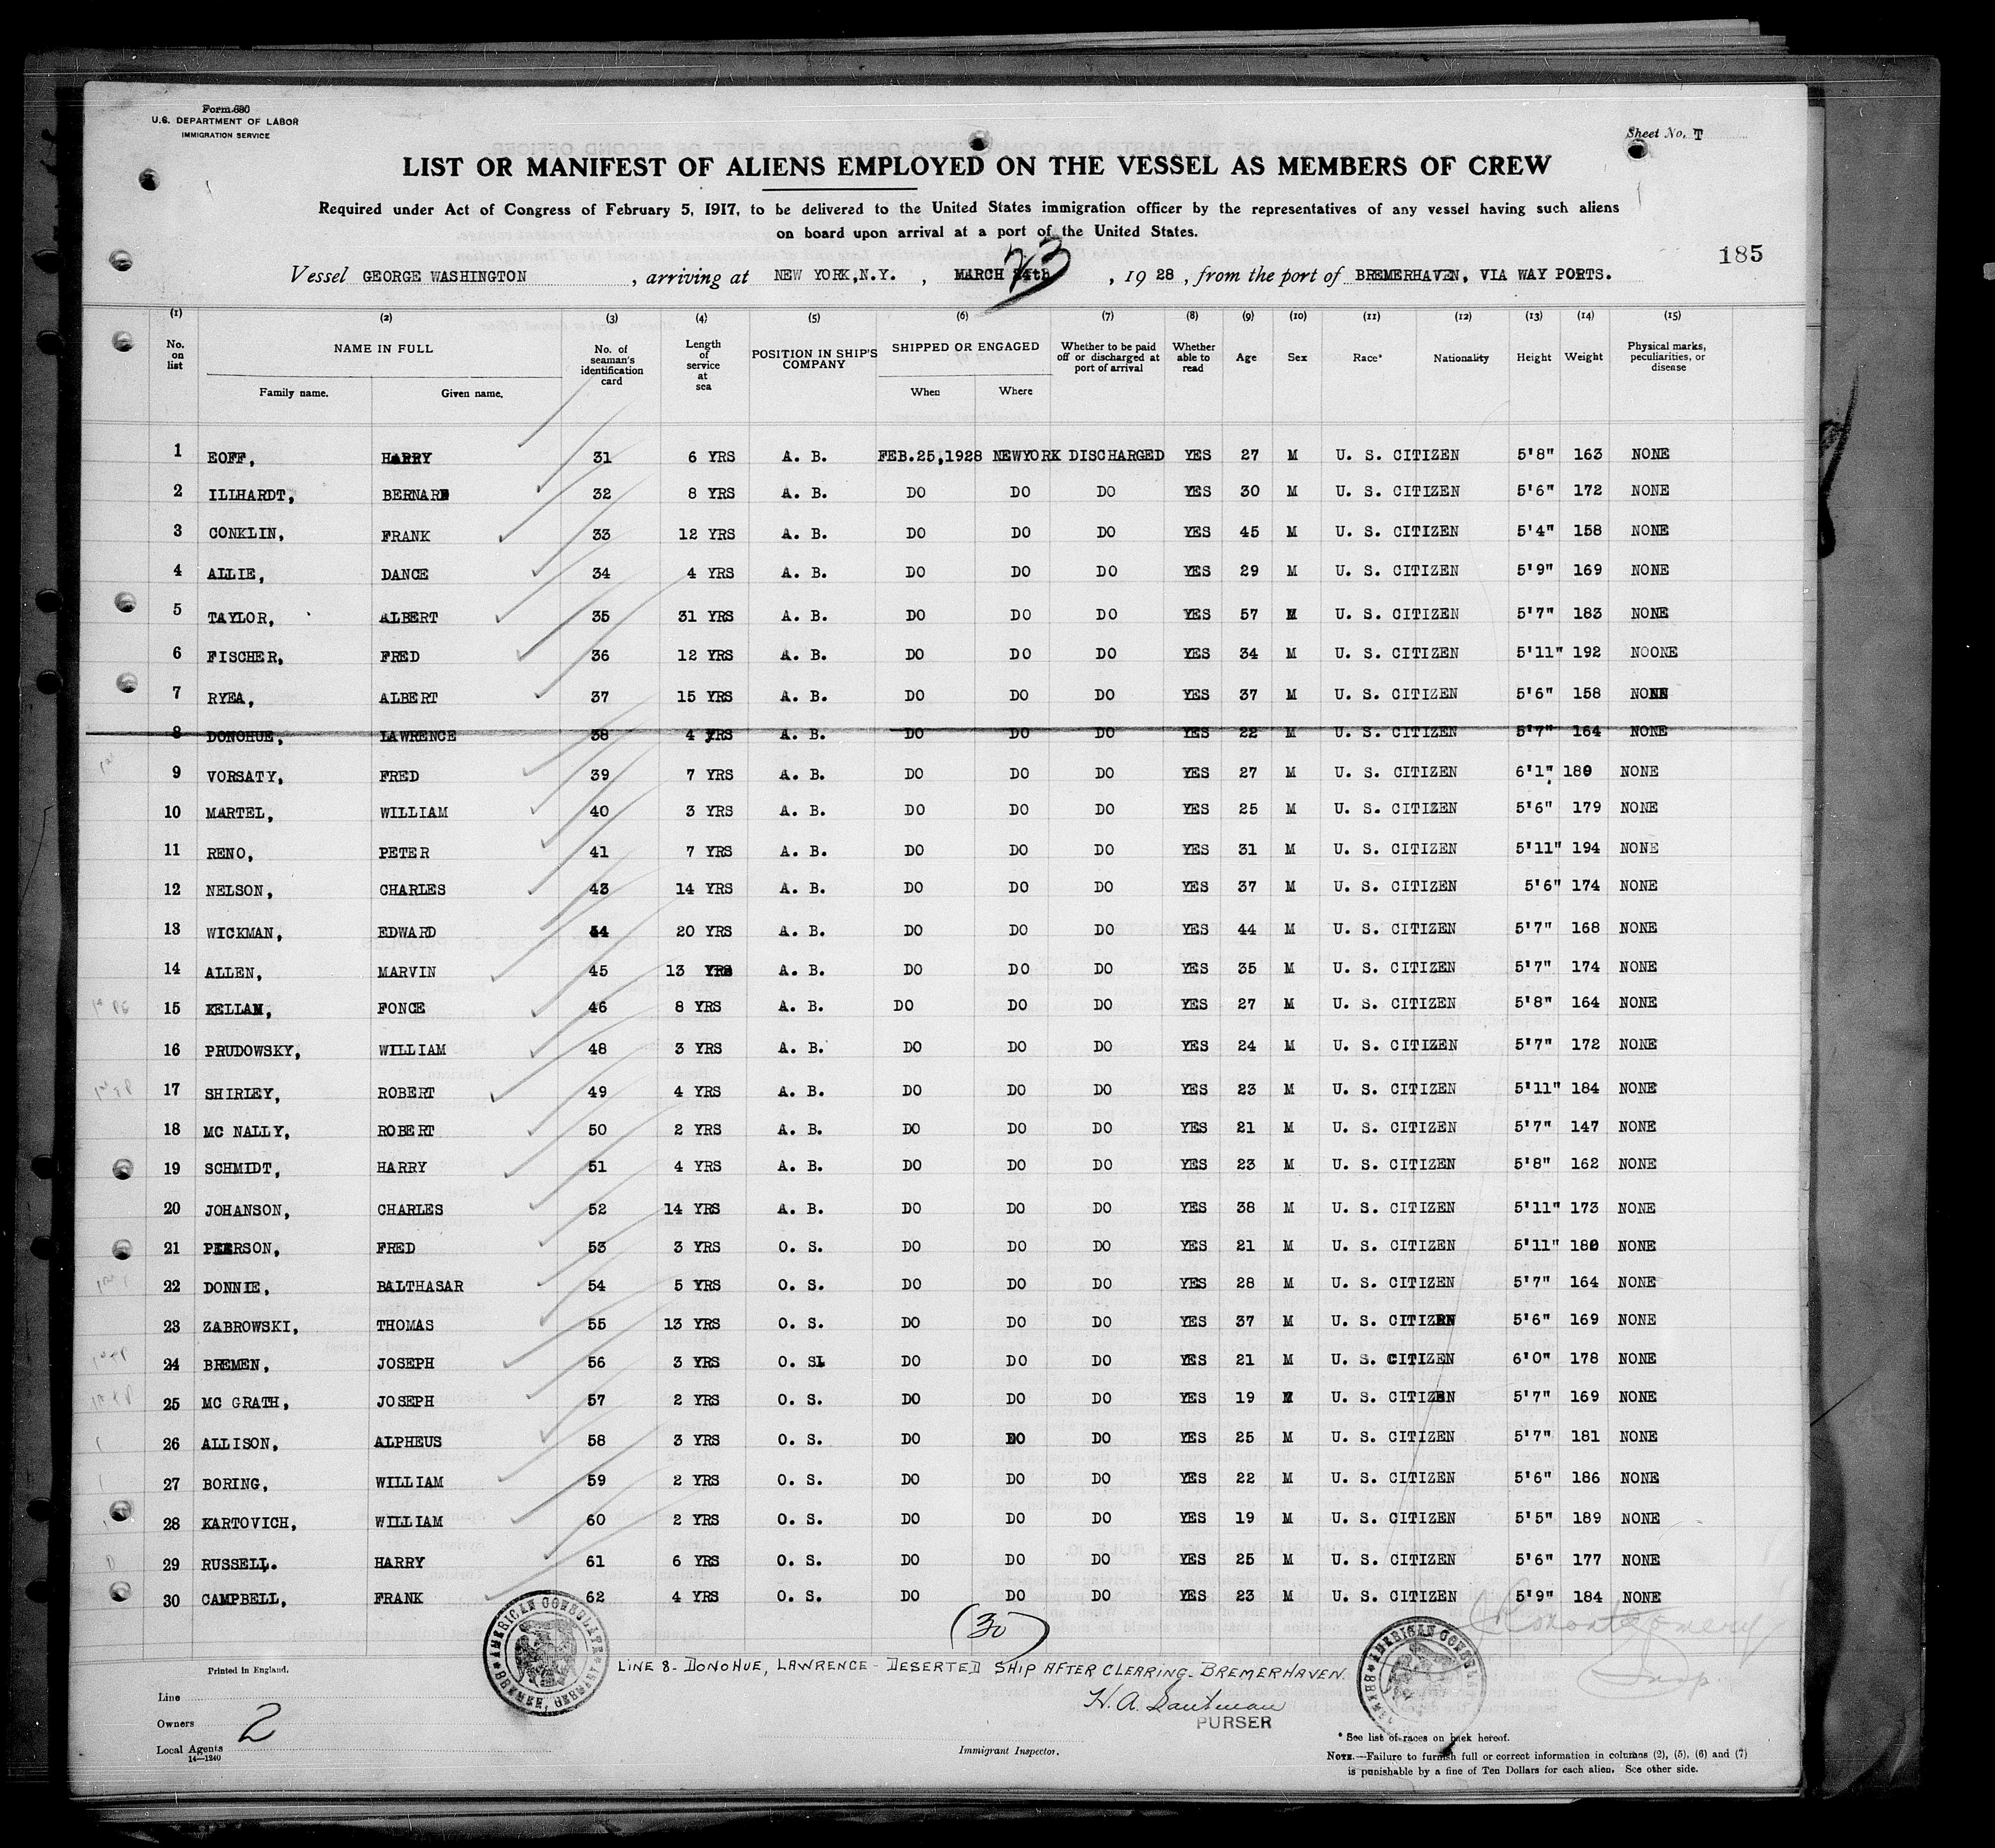 Form 680
U.S. DEPARTMENT OF LABOR
IMMIGRATION SERVICE
Sheet No. T
LIST OR MANIFEST OF ALIENS EMPLOYED ON THE VESSEL AS MEMBERS OF CREW
Required under Act of Congress of February 5, 1917, to be delivered to the United States immigration officer by the representatives of any vessel having such aliens
on board upon arrival at a port of the United States.
185
Vessel GEORGE WASHINGTON, arriving at NEW YORK,N.Y., MARCH 23, 1928, from the port of BREMERHAVEN, VIA WAY PORTS.
(1) (2) (3) (4) (5) (6) (7) (8) (9) (10) (11) (12) (13) (14) (15)
No. on list NAME IN FULL Family name. Given name. No. of seaman's identification card Length of service at sea POSITION IN SHIP'S COMPANY SHIPPED OR ENGAGED When Where Whether to be paid off or discharged at port of arrival Whether able to read Age Sex Race* Nationality Height Weight Physical marks, peculiarities, or disease
1 EOFF, HARRY 31 6 YRS A. B. FEB.25,1928 NEWYORK DISCHARGED YES 27 M U. S. CITIZEN 5'8" 163 NONE
2 ILLHARDT, BERNARD 32 8 YRS A. B. DO DO DO YES 30 M U. S. CITIZEN 5'6" 172 NONE
3 CONKLIN, FRANK 33 12 YRS A. B. DO DO DO YES 45 M U. S. CITIZEN 5'4" 158 NONE
4 ALLIE, DANCE 34 4 YRS A. B. DO DO DO YES 29 M U. S. CITIZEN 5'9" 169 NONE
5 TAYLOR, ALBERT 35 31 YRS A. B. DO DO DO YES 57 M U. S. CITIZEN 5'7" 183 NONE
6 FISCHER, FRED 36 12 YRS A. B. DO DO DO YES 34 M U. S. CITIZEN 5'11" 192 NOONE
7 RYEA, ALBERT 37 15 YRS A. B. DO DO DO YES 37 M U. S. CITIZEN 5'6" 158 NONE
8 DONOHUE, LAWRENCE 38 4 YRS A. B. DO DO DO YES 22 M U. S. CITIZEN 5'7" 164 NONE
9 VORSATY, FRED 39 7 YRS A. B. DO DO DO YES 27 M U. S. CITIZEN 6'1" 180 NONE
10 MARTEL, WILLIAM 40 3 YRS A. B. DO DO DO YES 25 M U. S. CITIZEN 5'6" 179 NONE
11 RENO, PETER 41 7 YRS A. B. DO DO DO YES 31 M U. S. CITIZEN 5'11" 194 NONE
12 NELSON, CHARLES 43 14 YRS A. B. DO DO DO YES 37 M U. S. CITIZEN 5'6" 174 NONE
13 WICKMAN, EDWARD 44 20 YRS A. B. DO DO DO YES 44 M U. S. CITIZEN 5'7" 168 NONE
14 ALLEN, MARVIN 45 13 YRS A. B. DO DO DO YES 35 M U. S. CITIZEN 5'7" 174 NONE
15 KELLAM, FONCE 46 8 YRS A. B. DO DO DO YES 27 M U. S. CITIZEN 5'8" 164 NONE
16 PRUDOWSKY, WILLIAM 48 3 YRS A. B. DO DO DO YES 24 M U. S. CITIZEN 5'7" 172 NONE
17 SHIRLEY, ROBERT 49 4 YRS A. B. DO DO DO YES 23 M U. S. CITIZEN 5'11" 184 NONE
18 MC NALLY, ROBERT 50 2 YRS A. B. DO DO DO YES 21 M U. S. CITIZEN 5'7" 147 NONE
19 SCHMIDT, HARRY 51 4 YRS A. B. DO DO DO YES 23 M U. S. CITIZEN 5'8" 162 NONE
20 JOHANSON, CHARLES 52 14 YRS A. B. DO DO DO YES 38 M U. S. CITIZEN 5'11" 173 NONE
21 PEERSON, FRED 53 3 YRS O. S. DO DO DO YES 21 M U. S. CITIZEN 5'11" 180 NONE
22 DONNIE, BALTHASAR 54 5 YRS O. S. DO DO DO YES 28 M U. S. CITIZEN 5'7" 164 NONE
23 ZABROWSKI, THOMAS 55 13 YRS O. S. DO DO DO YES 37 M U. S. CITIZEN 5'6" 169 NONE
24 BREMEN, JOSEPH 56 3 YRS O. S. DO DO DO YES 21 M U. S. CITIZEN 6'0" 178 NONE
25 MC GRATH, JOSEPH 57 2 YRS O. S. DO DO DO YES 19 M U. S. CITIZEN 5'7" 169 NONE
26 ALLISON, ALPHEUS 58 3 YRS O. S. DO DO DO YES 25 M U. S. CITIZEN 5'7" 181 NONE
27 BORING, WILLIAM 59 2 YRS O. S. DO DO DO YES 22 M U. S. CITIZEN 5'6" 186 NONE
28 KARTOVICH, WILLIAM 60 2 YRS O. S. DO DO DO YES 19 M U. S. CITIZEN 5'5" 189 NONE
29 RUSSELL. HARRY 61 6 YRS O. S. DO DO DO YES 25 M U. S. CITIZEN 5'6" 177 NONE
30 CAMPBELL, FRANK 62 4 YRS O. S. DO DO DO YES 23 M U. S. CITIZEN 5'9" 184 NONE
(30)
Montgomery
Insp.
AMERICAN CONSULATE BREMEN, GERMANY
AMERICAN CONSULATE
LINE 8- DONOHUE, LAWRENCE - DESERTED SHIP AFTER CLEARING BREMERHAVEN.
H. A.
PURSER
Printed in England.
Line
Owners 2
Local Agents
14—1240
Immigrant Inspector.
* See list of races on back hereof.
NOTE.—Failure to furnish full or correct information in columns (2), (5), (6) and (7)
is punishable by a fine of Ten Dollars for each alien. See other side.